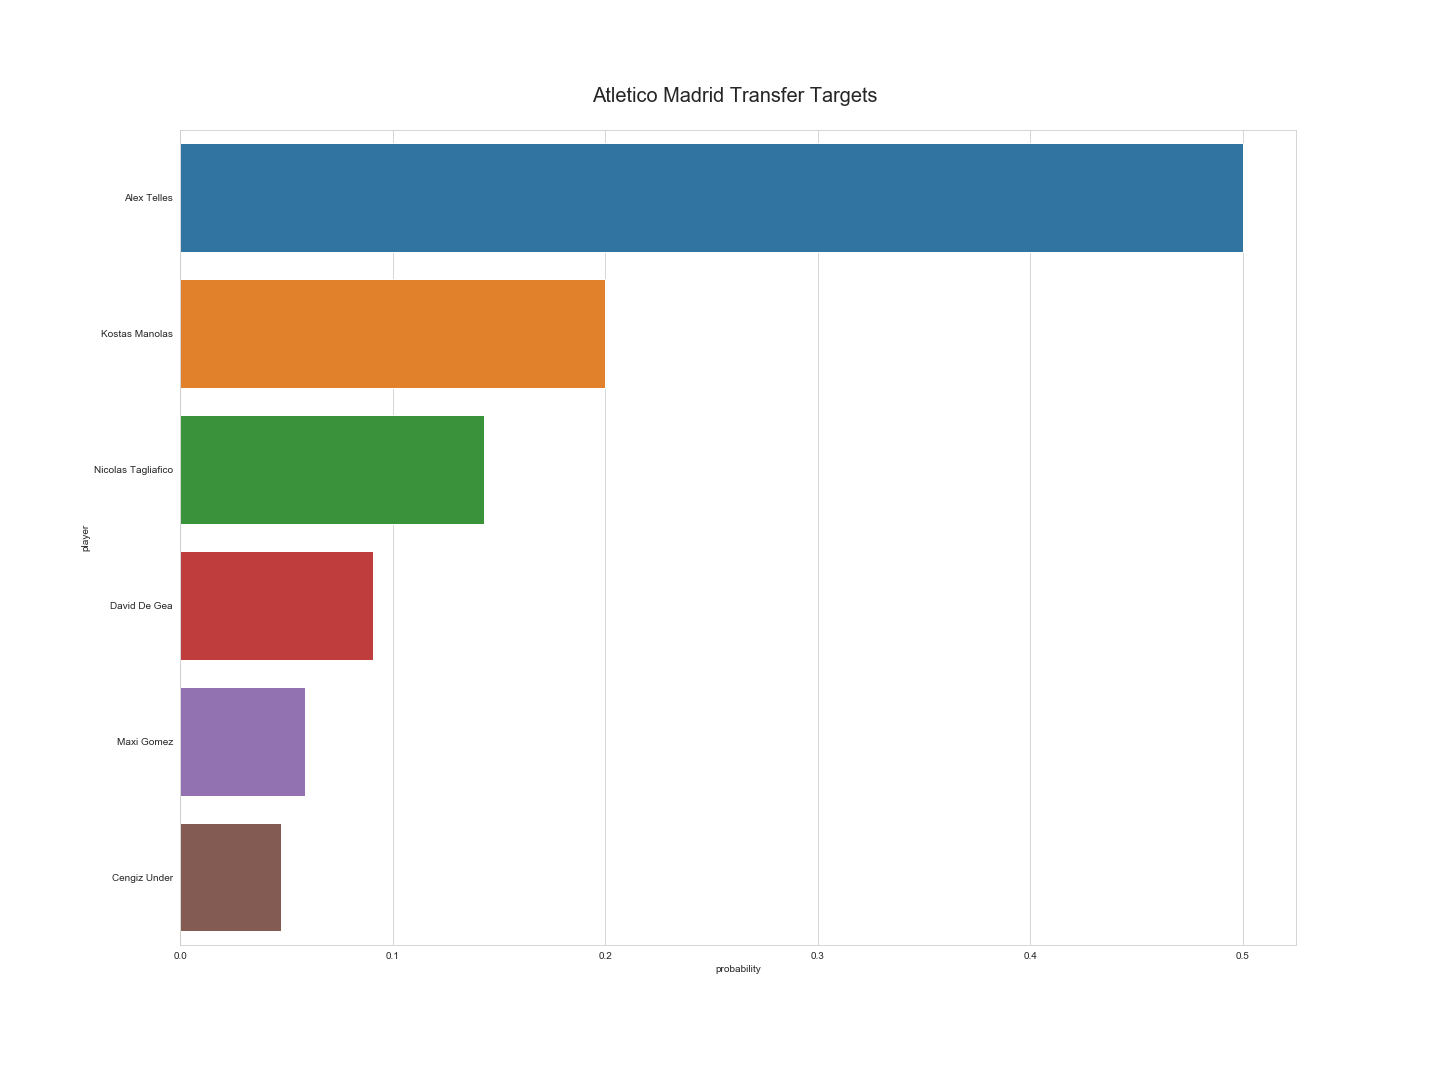 Atletico Madrid Transfer Targets
Alex Telles
Kostas Manolas
Nicolas Tagliafico
player
David De Gea
Maxi Gomez
Cengiz Under
0.0 0.1 0.2 0.3 0.4 0.5
probability